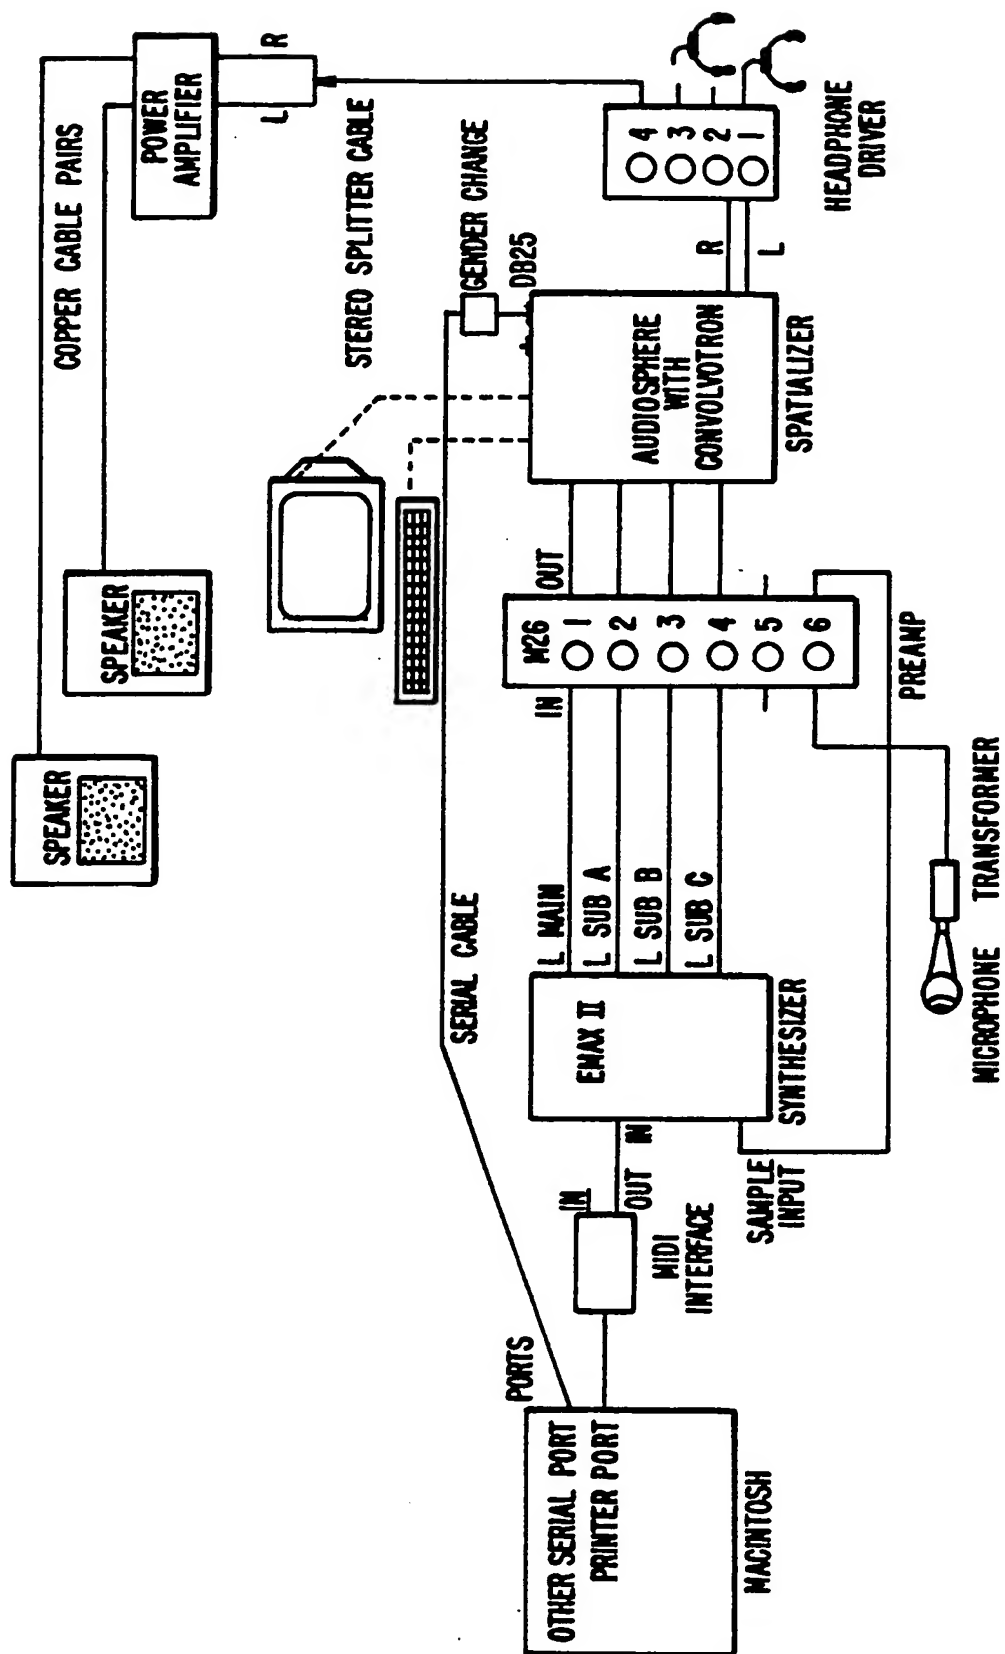 SPEAKER
SPEAKER
COPPER CABLE PAIRS
POWER
AMPLIFIER
L
R
STEREO SPLITTER CABLE
SERIAL CABLE
GENDER CHANGE
DB25
PORTS
OTHER SERIAL PORT
PRINTER PORT
MACINTOSH
IN
OUT
MIDI
INTERFACE
IN
EMAX II
SYNTHESIZER
SAMPLE
INPUT
L MAIN
L SUB A
L SUB B
L SUB C
IN
M26
OUT
1
2
3
4
5
6
PREAMP
MICROPHONE
TRANSFORMER
AUDIOSPHERE
WITH
CONVOLVOTRON
SPATIALIZER
R
L
4
3
2
1
HEADPHONE
DRIVER